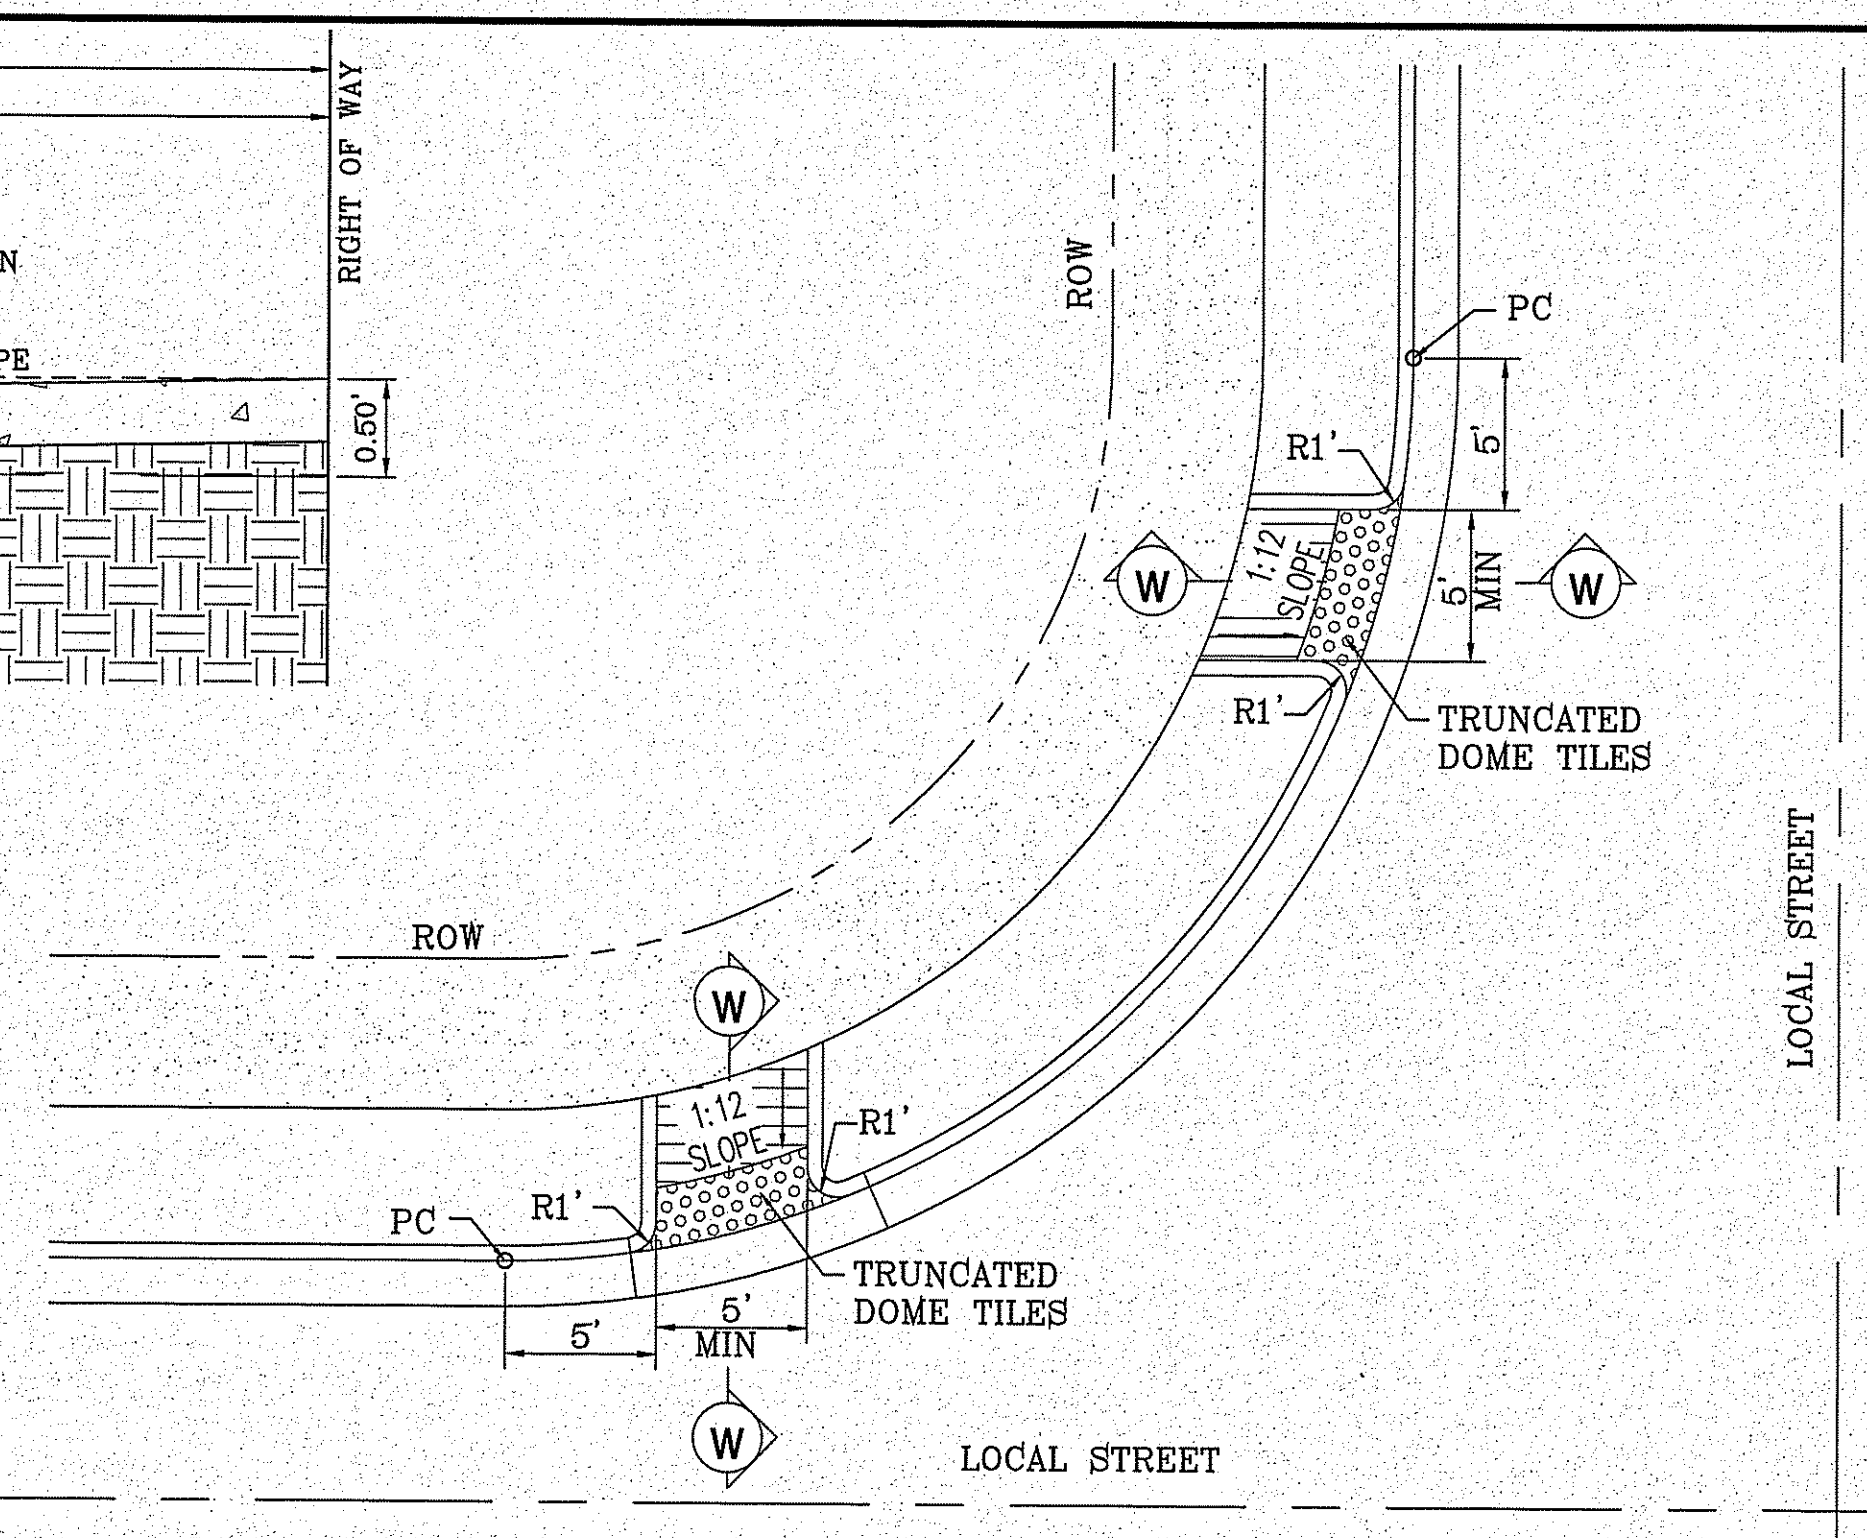 RIGHT OF WAY
N
PE
0.50'
ROW
PC
5'
R1'
1:12
SLOPE
W
W
5'
MIN
R1'
TRUNCATED
DOME TILES
LOCAL STREET
ROW
W
1:12
SLOPE
R1'
PC
R1'
TRUNCATED
DOME TILES
5'
5'
MIN
W
LOCAL STREET